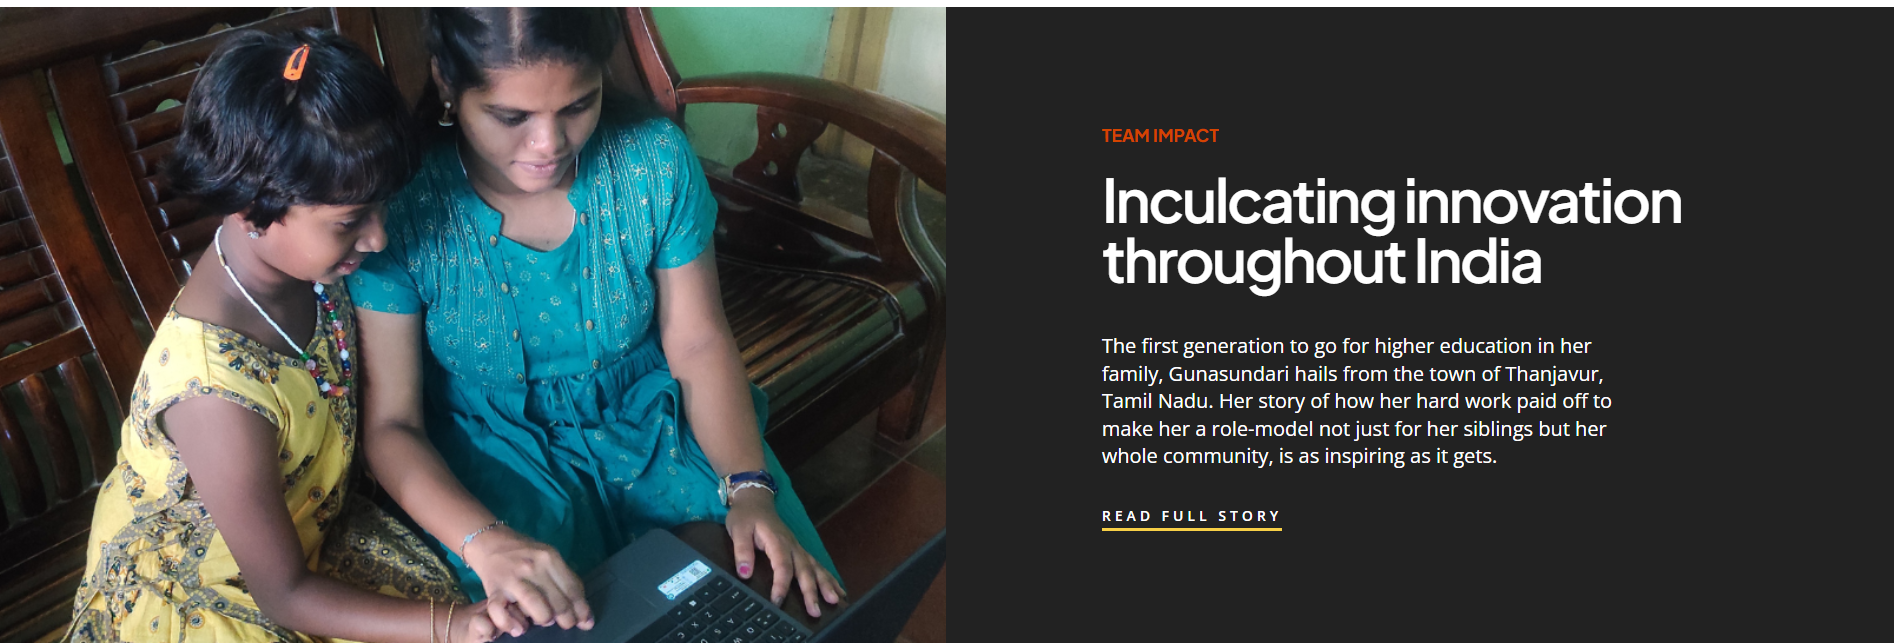 TEAM IMPACT
Inculcating innovation
throughout India
The first generation to go for higher education in her
family, Gunasundari hails from the town of Thanjavur,
Tamil Nadu. Her story of how her hard work paid off to
make her a role-model not just for her siblings but her
whole community, is as inspiring as it gets.
READ FULL STORY